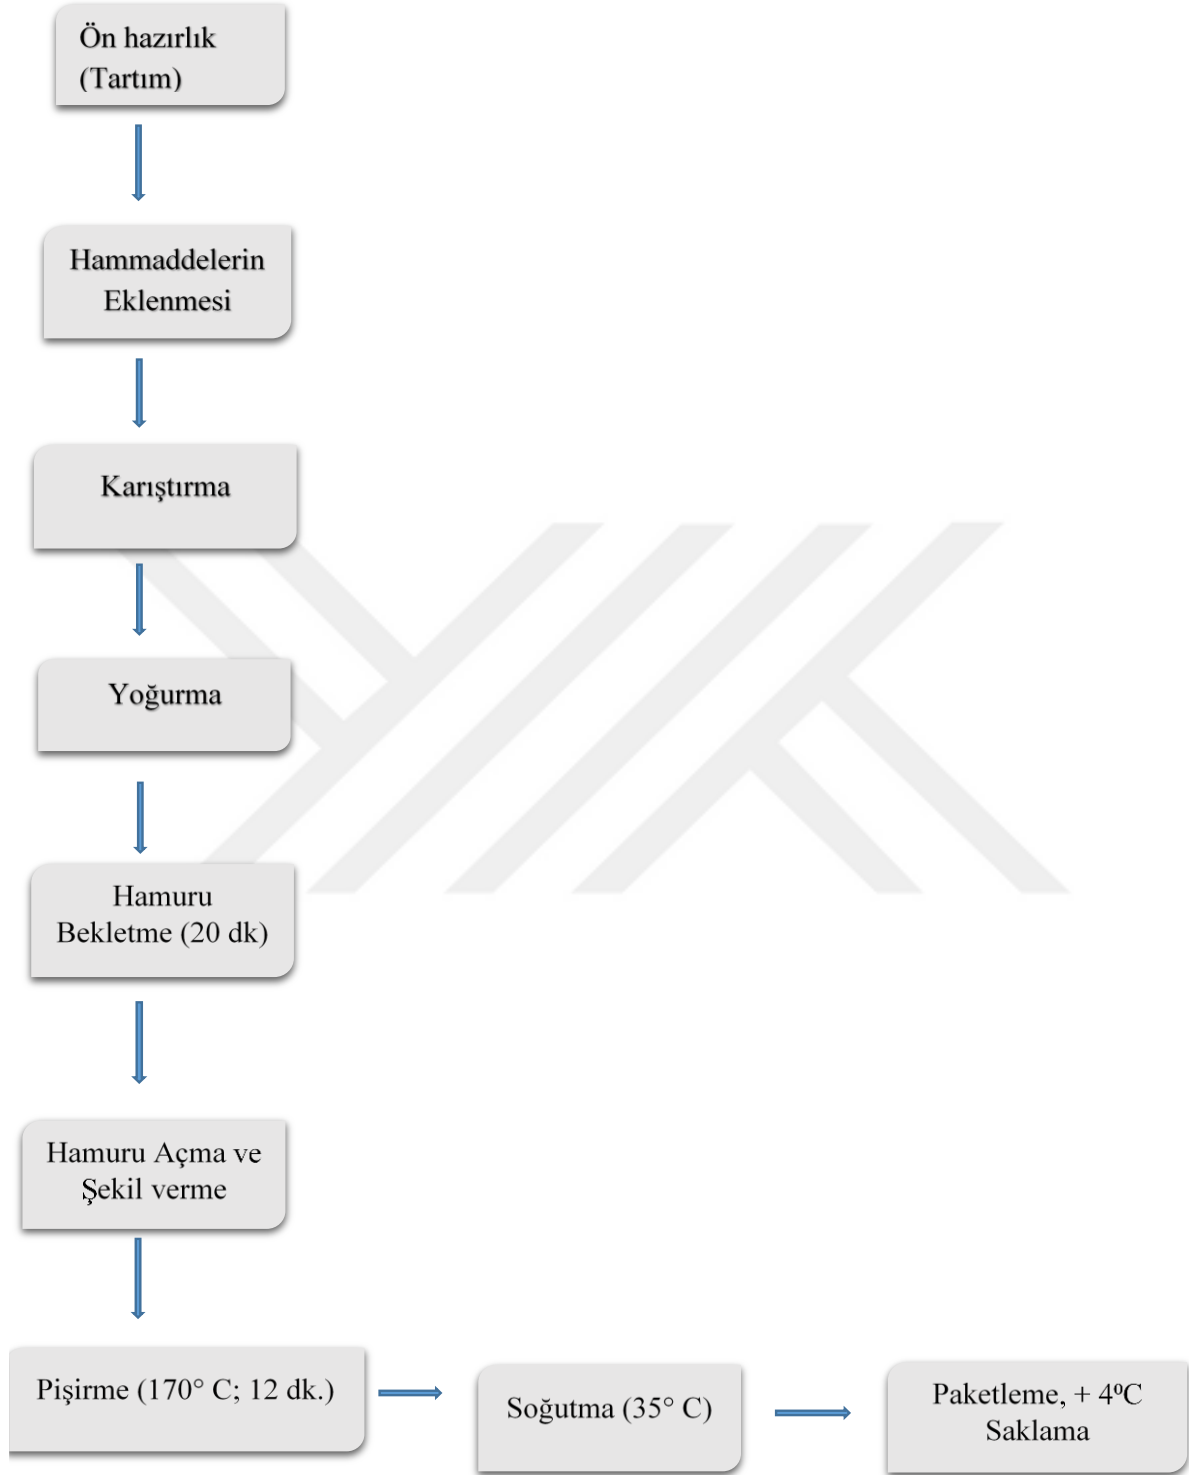 Ön hazırlık
(Tartım)
Hammaddelerin
Eklenmesi
Karıştırma
Yoğurma
Hamuru
Bekletme (20 dk)
Hamuru Açma ve
Şekil verme
Pişirme (170° C; 12 dk.)
Soğutma (35° C)
Paketleme, + 4⁰C
Saklama